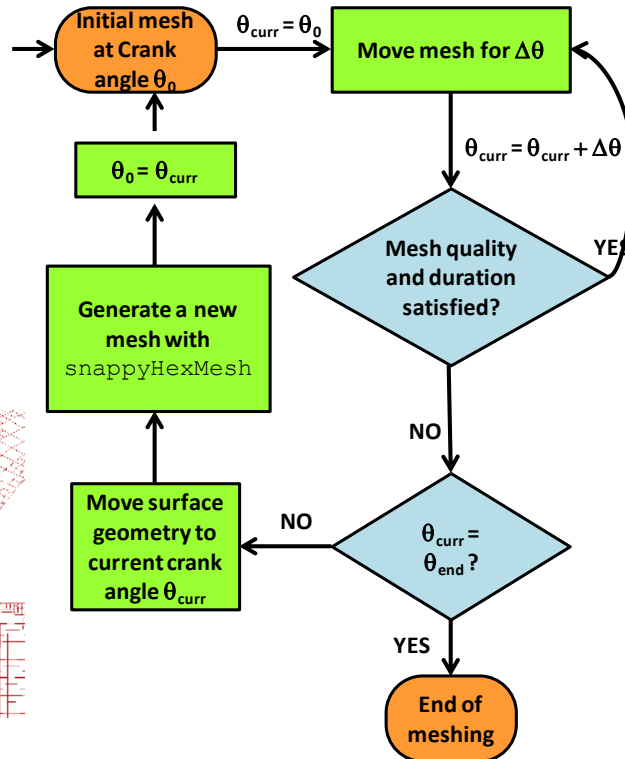 Initial mesh
at Crank
angle θ₀
θcurr = θ₀
Move mesh for Δθ
θcurr = θcurr + Δθ
θ₀ = θcurr
Mesh quality
and duration
satisfied?
YES
Generate a new
mesh with
snappyHexMesh
NO
Move surface
geometry to
current crank
angle θcurr
NO
θcurr =
θend ?
YES
End of
meshing